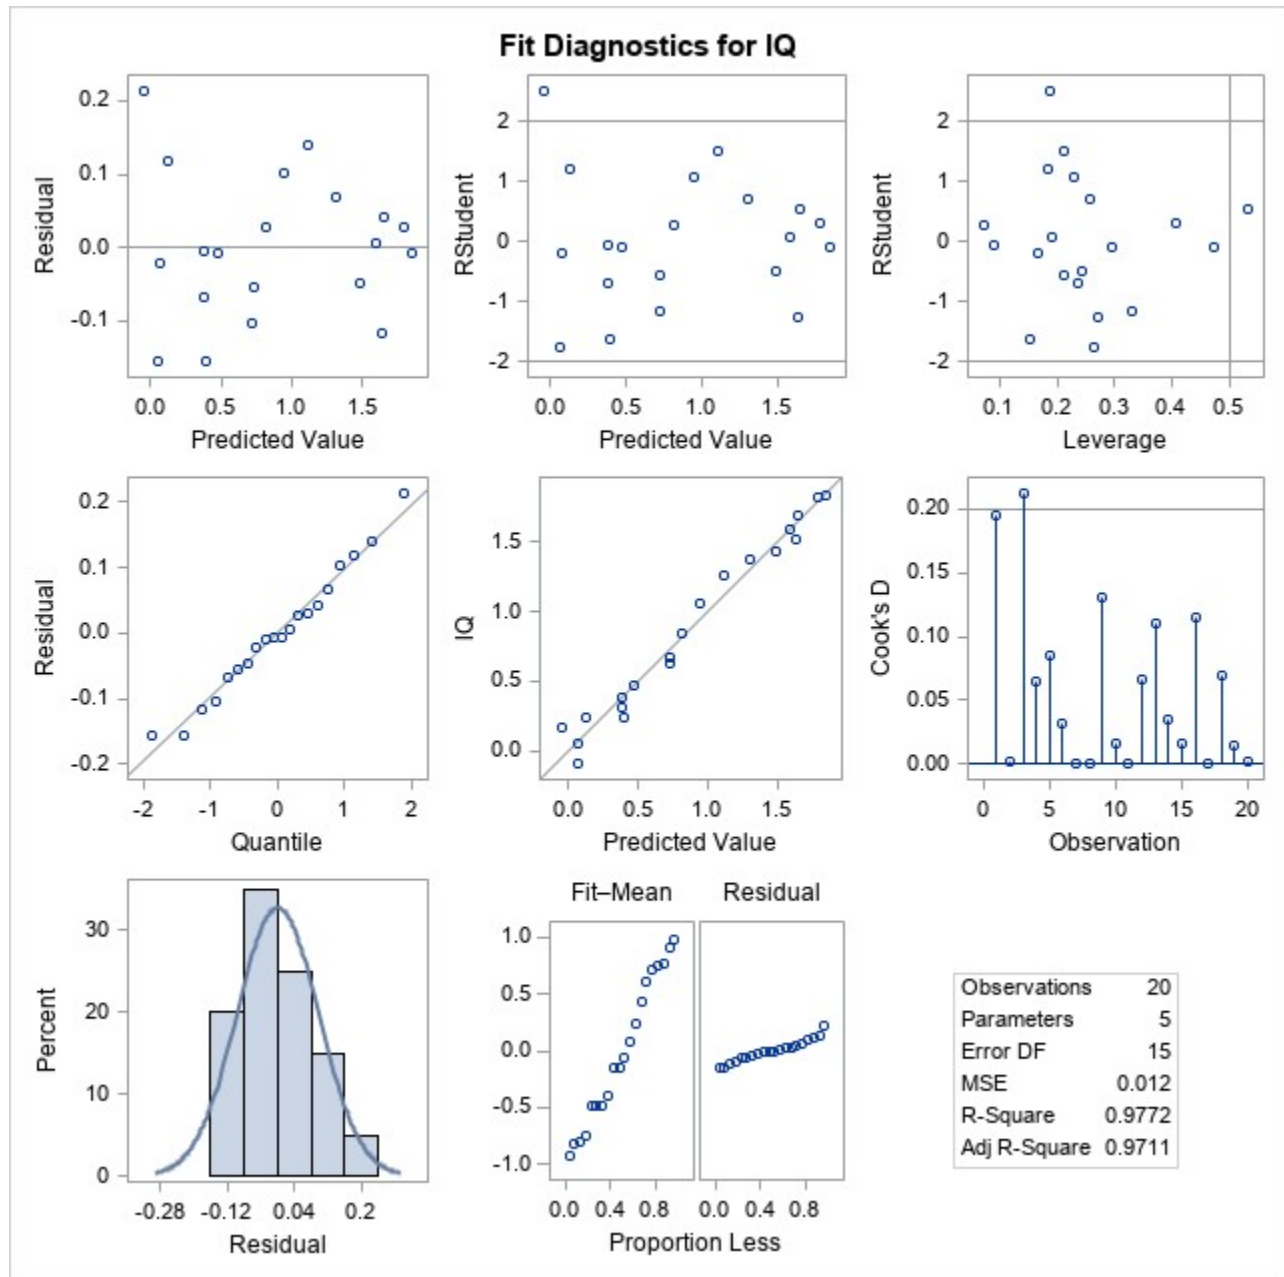 Fit Diagnostics for IQ
Residual
0.2
0.1
0.0
-0.1
0.0 0.5 1.0 1.5
Predicted Value
RStudent
2
1
0
-1
-2
0.0 0.5 1.0 1.5
Predicted Value
RStudent
2
1
0
-1
-2
0.1 0.2 0.3 0.4 0.5
Leverage
Residual
0.2
0.1
0.0
-0.1
-0.2
-2 -1 0 1 2
Quantile
IQ
1.5
1.0
0.5
0.0
0.0 0.5 1.0 1.5
Predicted Value
Cook's D
0.20
0.15
0.10
0.05
0.00
0 5 10 15 20
Observation
Percent
30
20
10
0
-0.28 -0.12 0.04 0.2
Residual
Fit–Mean Residual
1.0
0.5
0.0
-0.5
-1.0
0.0 0.4 0.8 0.0 0.4 0.8
Proportion Less
Observations 20
Parameters 5
Error DF 15
MSE 0.012
R-Square 0.9772
Adj R-Square 0.9711